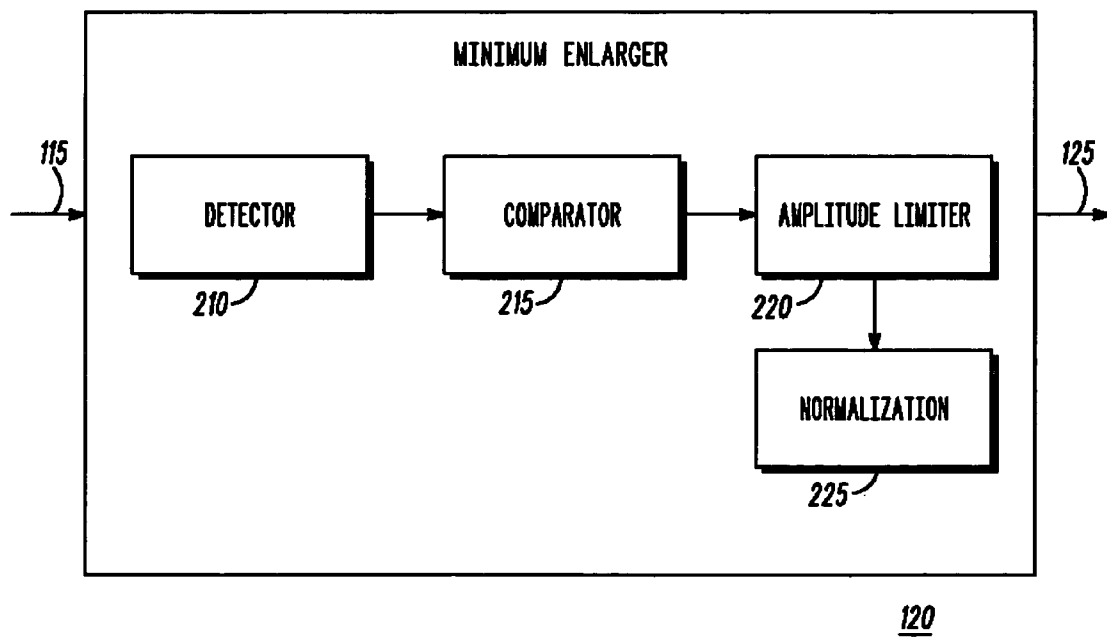 MINIMUM ENLARGER
115
125
DETECTOR
COMPARATOR
AMPLITUDE LIMITER
210
215
220
NORMALIZATION
225
120